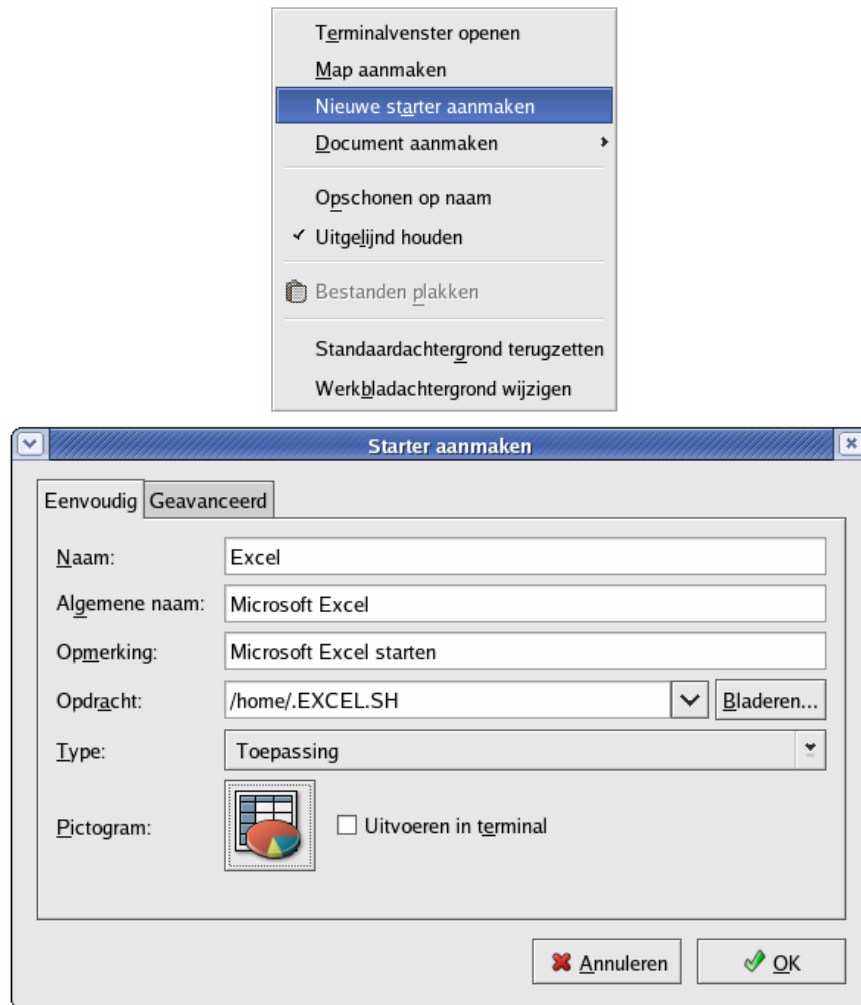 Terminalvenster openen
Map aanmaken
Nieuwe starter aanmaken
Document aanmaken
Opschonen op naam
Uitgelijnd houden
Bestanden plakken
Standaardachtergrond terugzetten
Werkbladachtergrond wijzigen
Starter aanmaken
Eenvoudig Geavanceerd
Naam: Excel
Algemene naam: Microsoft Excel
Opmerking: Microsoft Excel starten
Opdracht: /home/.EXCEL.SH Bladeren...
Type: Toepassing
Pictogram: Uitvoeren in terminal
Annuleren OK